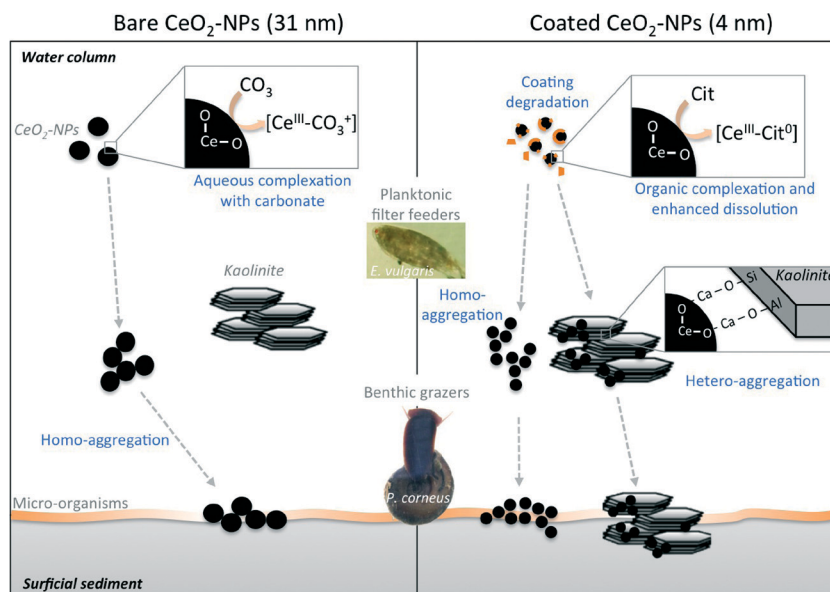 Bare CeO₂-NPs (31 nm)
Coated CeO₂-NPs (4 nm)
Water column
CeO₂-NPs
O
Ce
O
CO₃
[Ceᴵᴵᴵ-CO₃⁺]
Aqueous complexation
with carbonate
Kaolinite
Homo-aggregation
Micro-organisms
Surficial sediment
Planktonic
filter feeders
E. vulgaris
Benthic grazers
P. corneus
Coating
degradation
O
Ce
O
Cit
[Ceᴵᴵᴵ-Cit⁰]
Organic complexation and
enhanced dissolution
Homo-
aggregation
O
Ce
O
Ca
O
Si
Ca
O
Al
Kaolinite
Hetero-aggregation